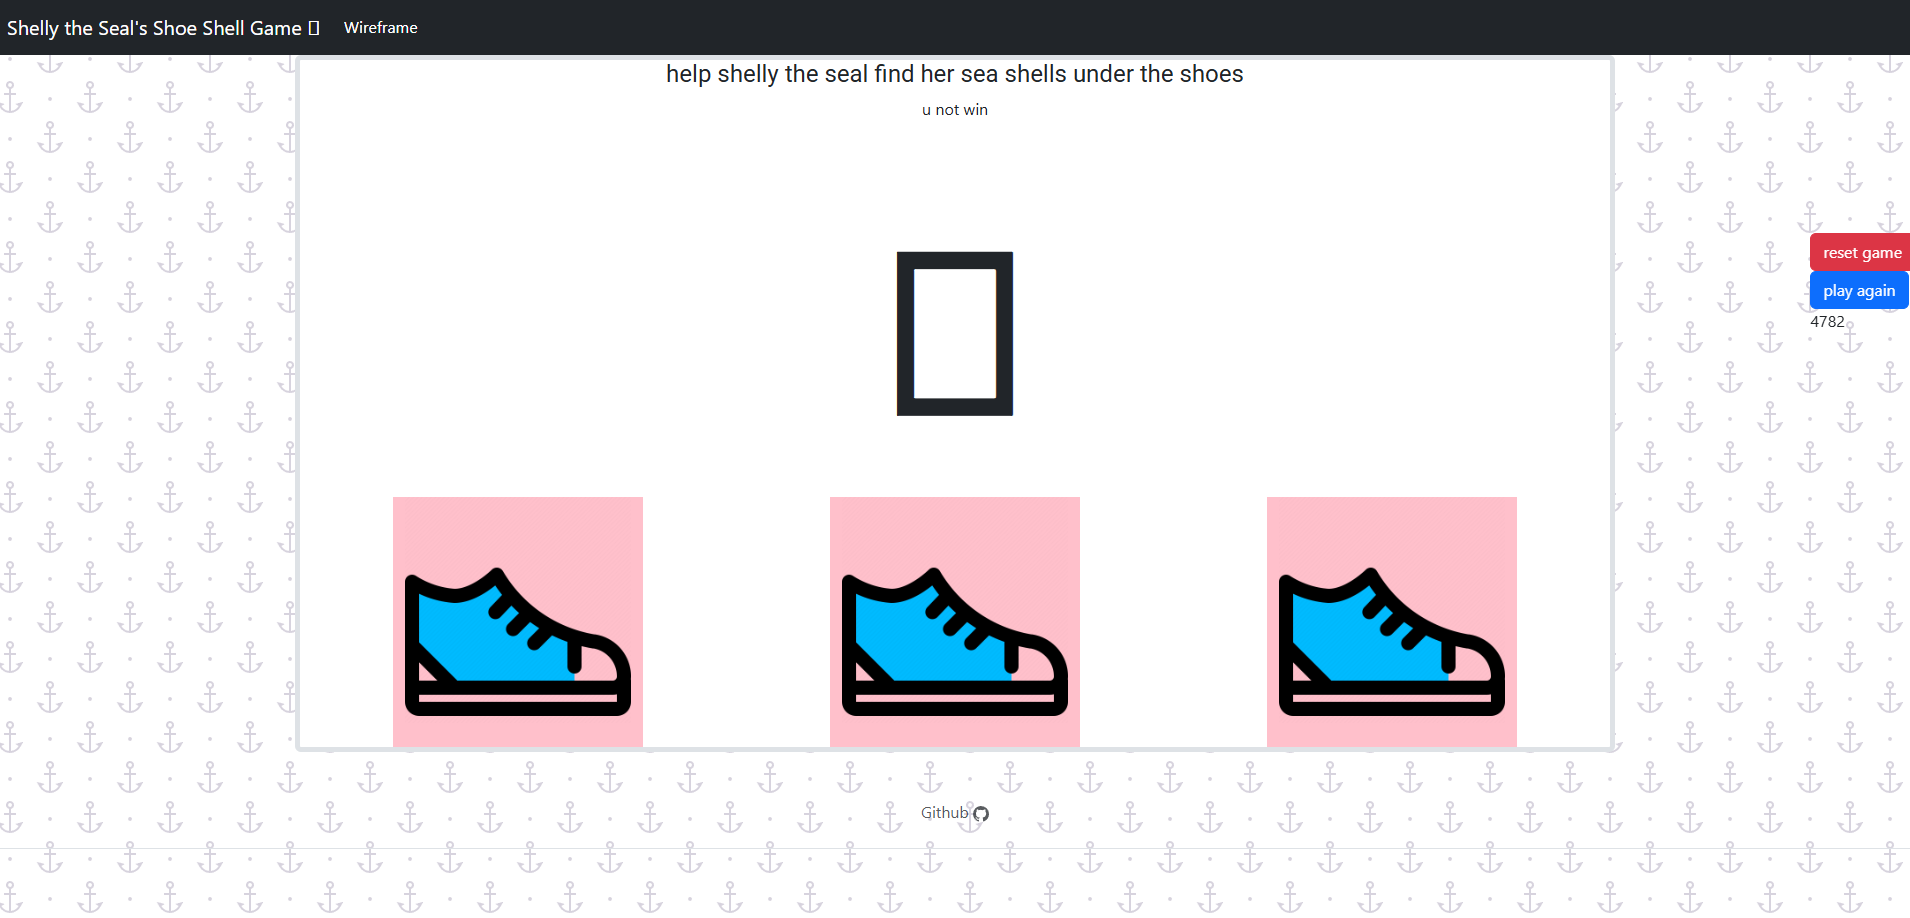 Shelly the Seal's Shoe Shell Game
Wireframe
help shelly the seal find her sea shells under the shoes
u not win
reset game
play again
4782
Github